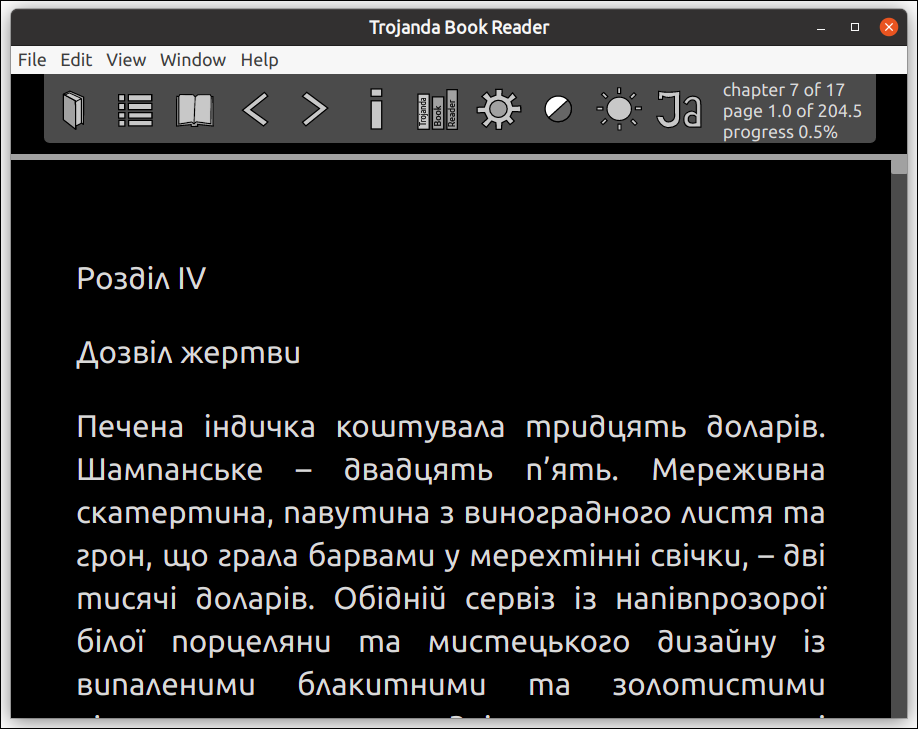 Trojanda Book Reader
File Edit View Window Help
Trojanda Book Reader
Ja
chapter 7 of 17
page 1.0 of 204.5
progress 0.5%
Розділ IV
Дозвіл жертви
Печена індичка коштувала тридцять доларів.
Шампанське – двадцять п’ять. Мереживна
скатертина, павутина з виноградного листя та
грон, що грала барвами у мерехтінні свічки, – дві
тисячі доларів. Обідній сервіз із напівпрозорої
білої порцеляни та мистецького дизайну із
випаленими блакитними та золотистими